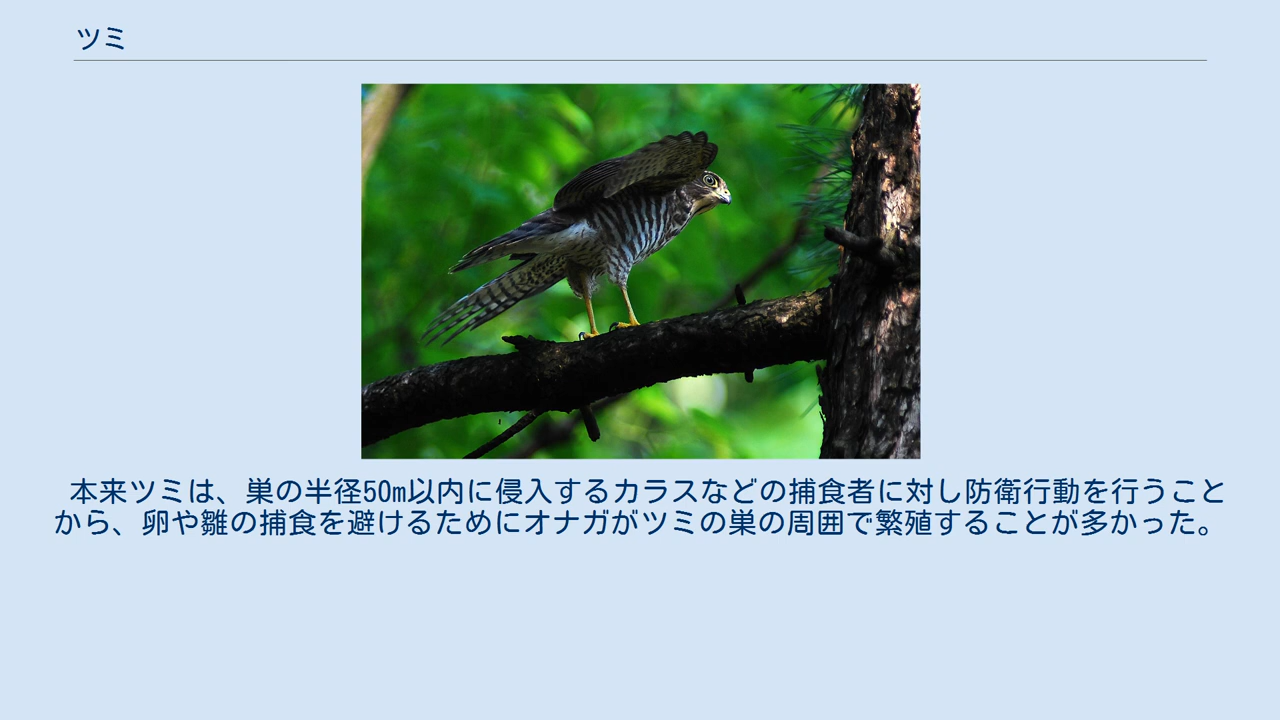 ツミ
本来ツミは、巣の半径50m以内に侵入するカラスなどの捕食者に対し防衛行動を行うこと
から、卵や雛の捕食を避けるためにオナガがツミの巣の周囲で繁殖することが多かった。